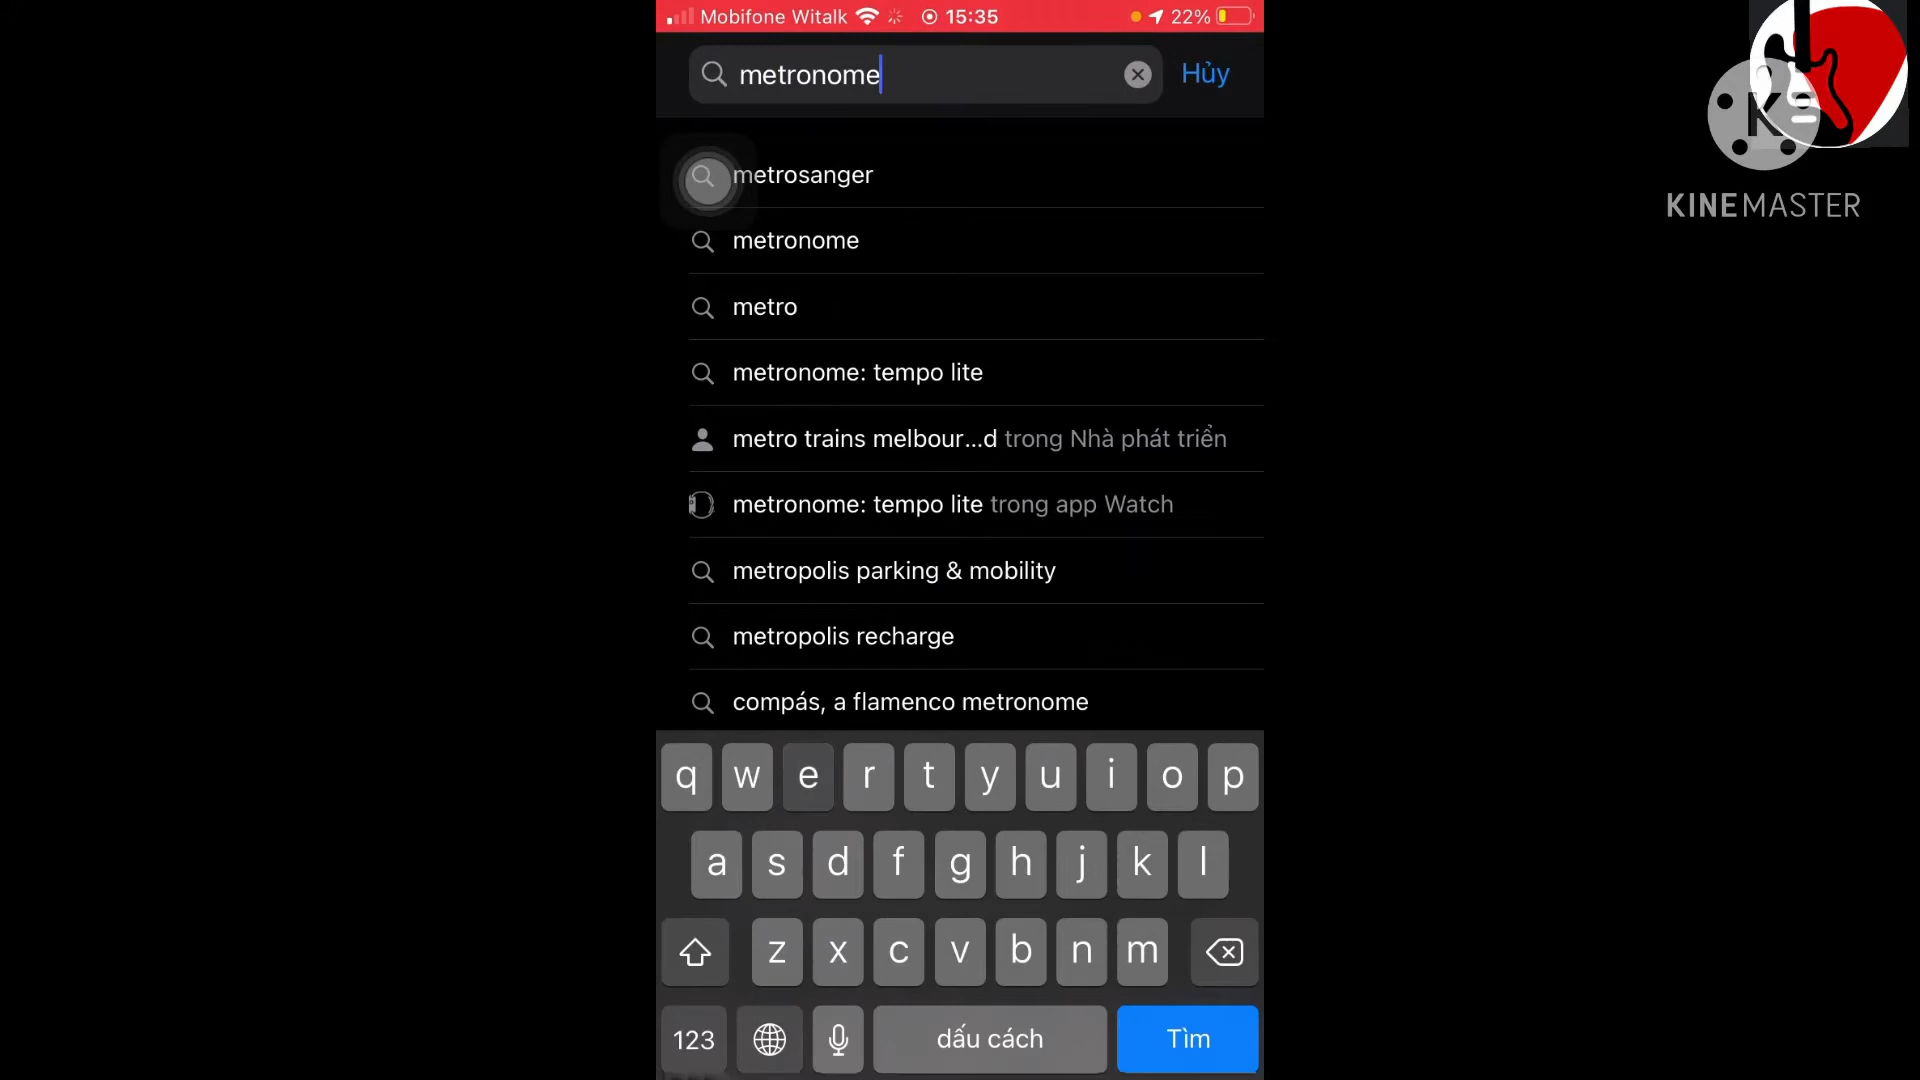 Mobifone Witalk 15:35 22%
metronome Hủy
metrosanger
metronome
metro
metronome: tempo lite
metro trains melbour...d trong Nhà phát triển
metronome: tempo lite trong app Watch
metropolis parking & mobility
metropolis recharge
compás, a flamenco metronome
q w e r t y u i o p
a s d f g h j k l
z x c v b n m
123 dấu cách Tìm
K
KINEMASTER